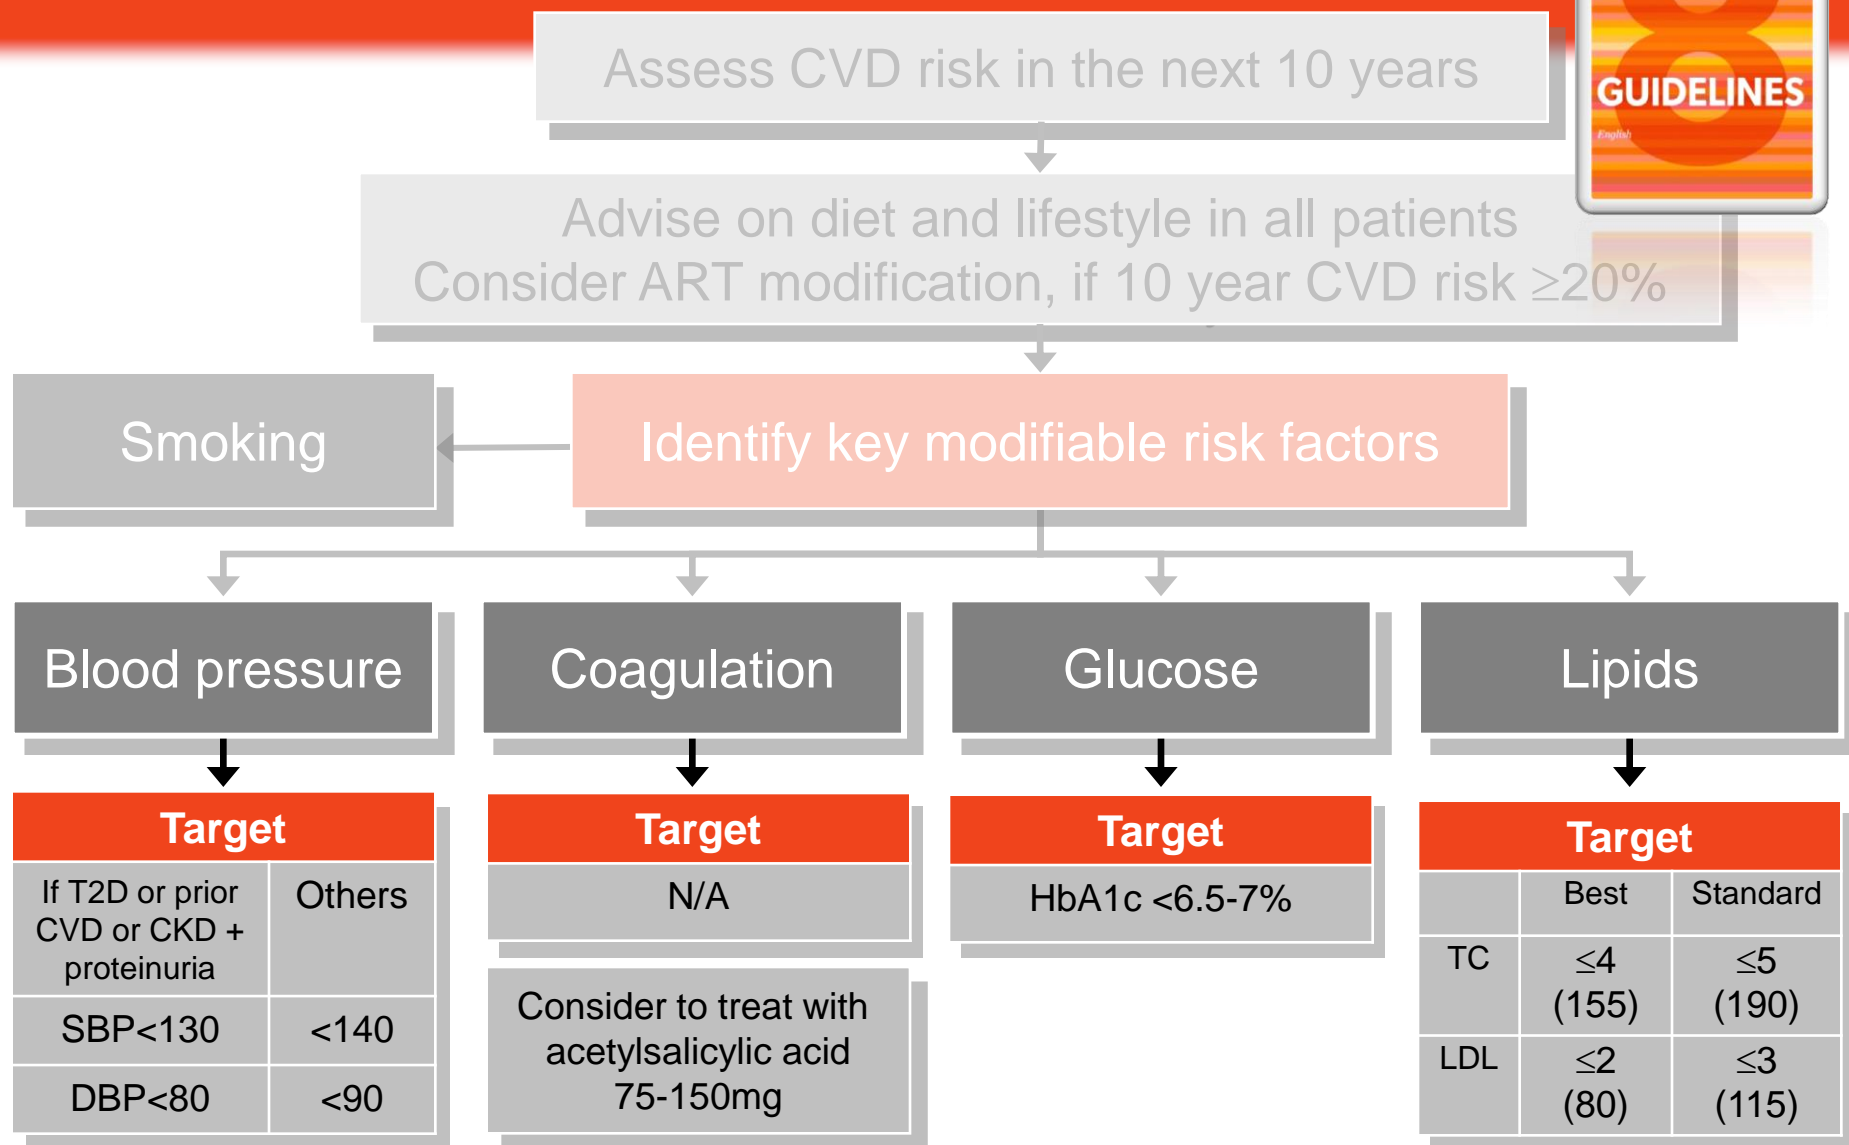 Assess CVD risk in the next 10 years
8
GUIDELINES
English
Advise on diet and lifestyle in all patients
Consider ART modification, if 10 year CVD risk ≥20%
Smoking
Identify key modifiable risk factors
Blood pressure
Coagulation
Glucose
Lipids
Target
If T2D or prior
CVD or CKD +
proteinuria
Others
SBP<130
<140
DBP<80
<90
Target
N/A
Consider to treat with
acetylsalicylic acid
75-150mg
Target
HbA1c <6.5-7%
Target
Best
Standard
TC
≤4
(155)
≤5
(190)
LDL
≤2
(80)
≤3
(115)